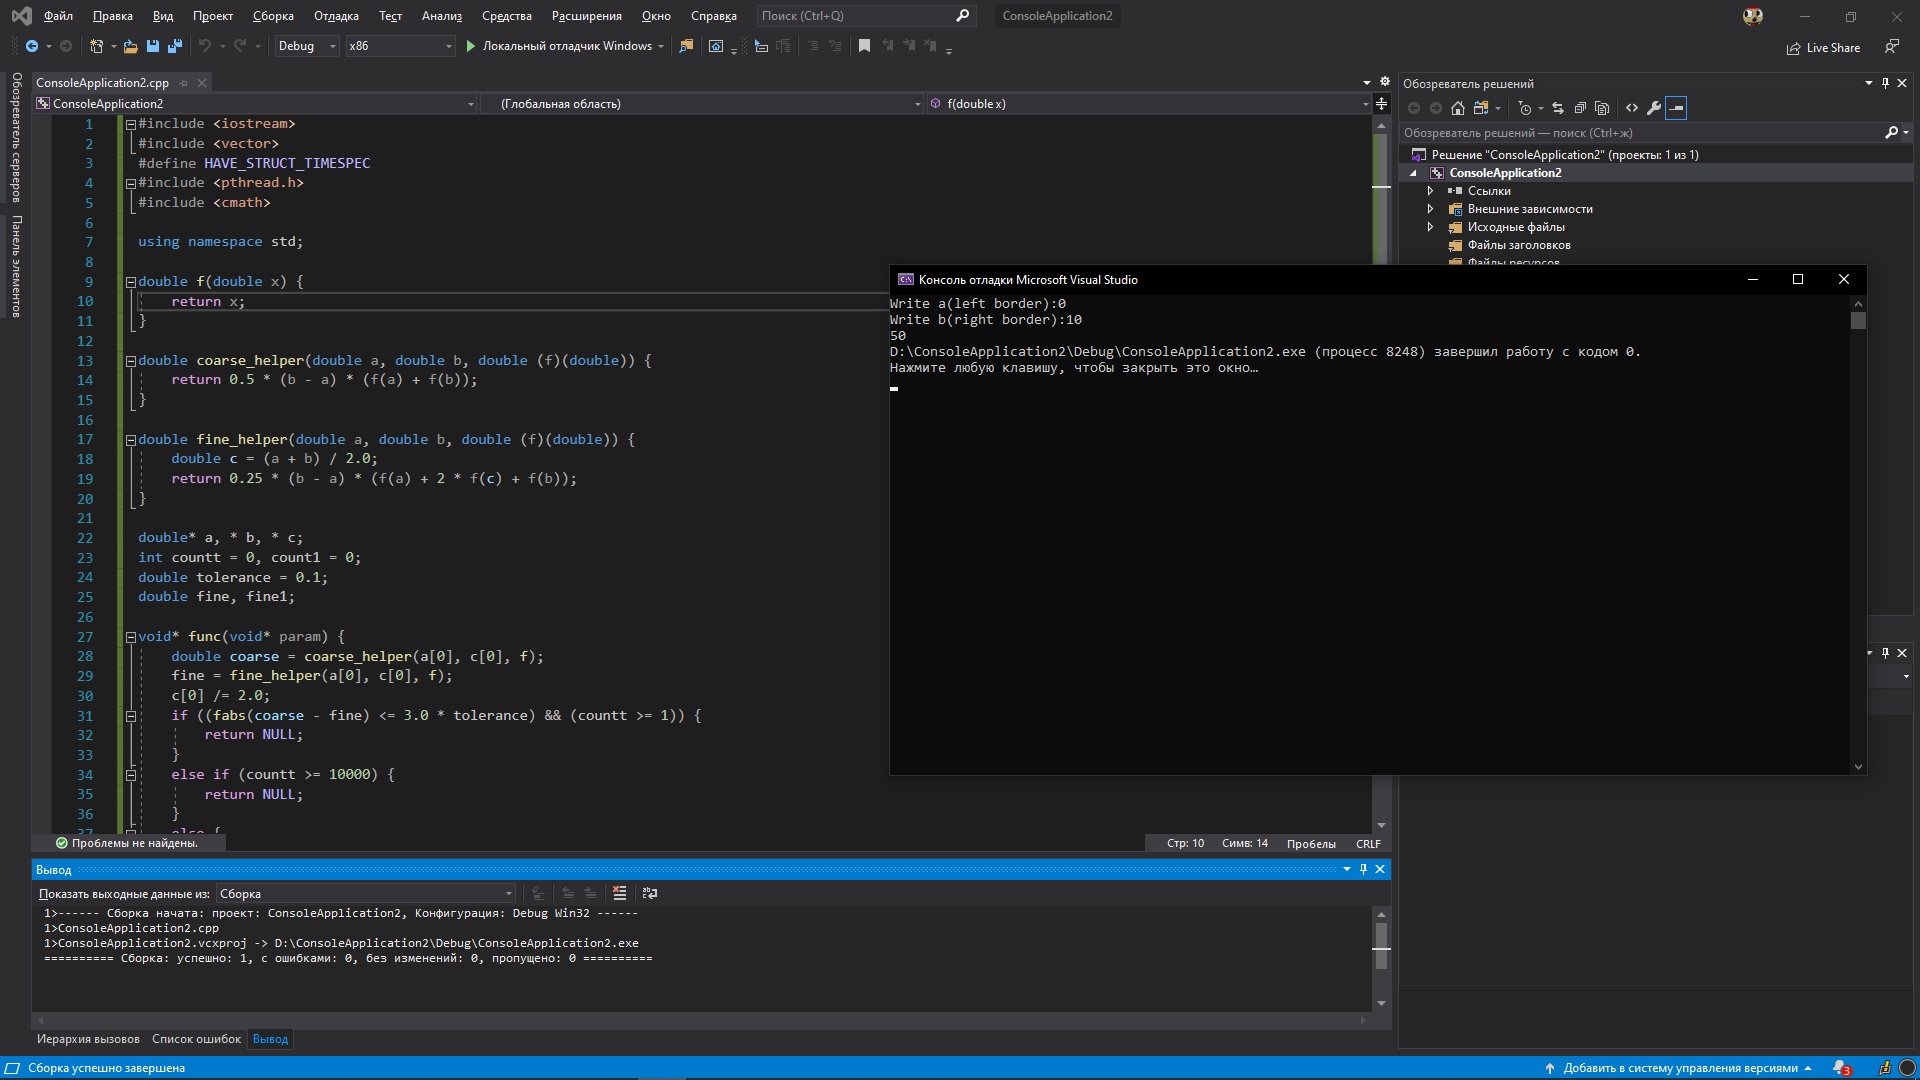 Файл Правка Вид Проект Сборка Отладка Тест Анализ Средства Расширения Окно Справка Поиск (Ctrl+Q) ConsoleApplication2
Debug x86 Локальный отладчик Windows Live Share
Обозреватель серверов
Панель элементов
ConsoleApplication2.cpp
ConsoleApplication2 (Глобальная область) f(double x)
1 #include <iostream>
2 #include <vector>
3 #define HAVE_STRUCT_TIMESPEC
4 #include <pthread.h>
5 #include <cmath>
6
7 using namespace std;
8
9 double f(double x) {
10 return x;
11 }
12
13 double coarse_helper(double a, double b, double (f)(double)) {
14 return 0.5 * (b - a) * (f(a) + f(b));
15 }
16
17 double fine_helper(double a, double b, double (f)(double)) {
18 double c = (a + b) / 2.0;
19 return 0.25 * (b - a) * (f(a) + 2 * f(c) + f(b));
20 }
21
22 double* a, * b, * c;
23 int countt = 0, count1 = 0;
24 double tolerance = 0.1;
25 double fine, fine1;
26
27 void* func(void* param) {
28 double coarse = coarse_helper(a[0], c[0], f);
29 fine = fine_helper(a[0], c[0], f);
30 c[0] /= 2.0;
31 if ((fabs(coarse - fine) <= 3.0 * tolerance) && (countt >= 1)) {
32 return NULL;
33 }
34 else if (countt >= 10000) {
35 return NULL;
36 }
37 else {
Проблемы не найдены. Стр: 10 Симв: 14 Пробелы CRLF
Консоль отладки Microsoft Visual Studio
Write a(left border):0
Write b(right border):10
50
D:\ConsoleApplication2\Debug\ConsoleApplication2.exe (процесс 8248) завершил работу с кодом 0.
Нажмите любую клавишу, чтобы закрыть это окно…
Обозреватель решений
Обозреватель решений — поиск (Ctrl+ж)
Решение "ConsoleApplication2" (проекты: 1 из 1)
ConsoleApplication2
Ссылки
Внешние зависимости
Исходные файлы
Файлы заголовков
Файлы ресурсов
Вывод
Показать выходные данные из: Сборка
1>------ Сборка начата: проект: ConsoleApplication2, Конфигурация: Debug Win32 ------
1>ConsoleApplication2.cpp
1>ConsoleApplication2.vcxproj -> D:\ConsoleApplication2\Debug\ConsoleApplication2.exe
========== Сборка: успешно: 1, с ошибками: 0, без изменений: 0, пропущено: 0 ==========
Иерархия вызовов Список ошибок Вывод
Сборка успешно завершена Добавить в систему управления версиями 3